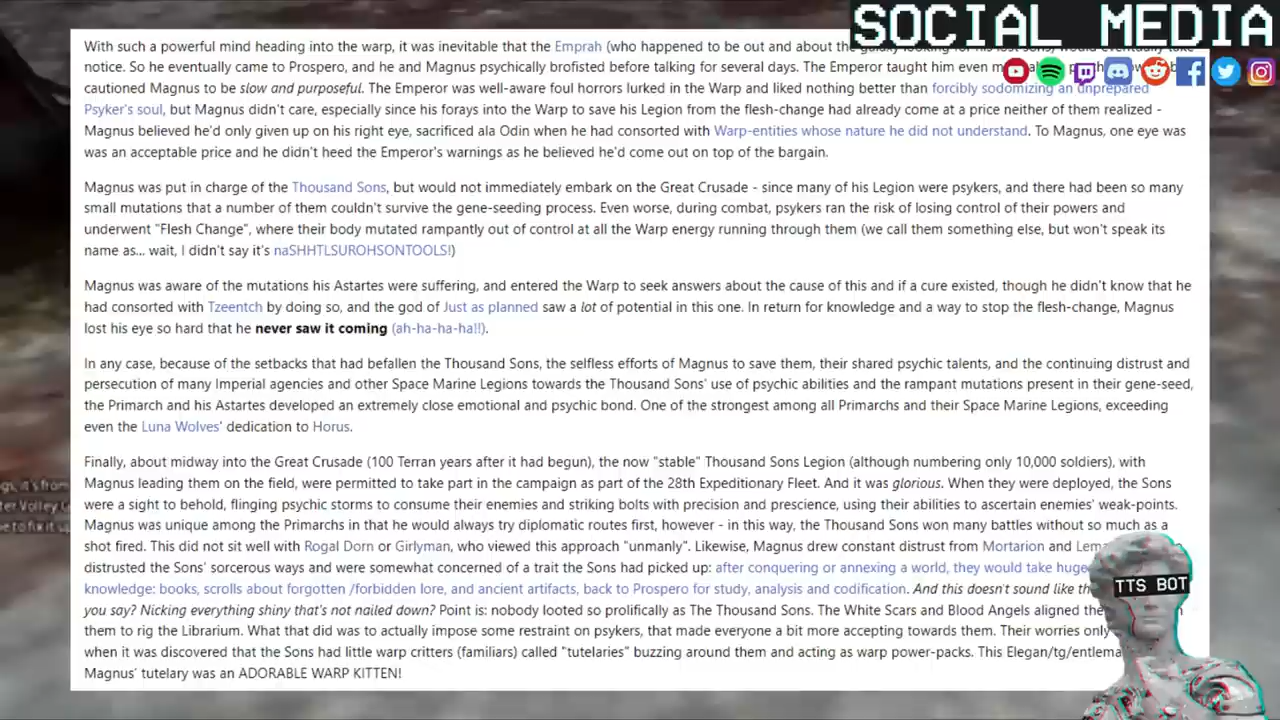 SOCIAL MEDIA
With such a powerful mind heading into the warp, it was inevitable that the Emprah (who happened to be out and about the galaxy looking for his lost sons) would eventually take
notice. So he eventually came to Prospero, and he and Magnus psychically brofisted before talking for several days. The Emperor taught him even
cautioned Magnus to be slow and purposeful. The Emperor was well-aware foul horrors lurked in the Warp and liked nothing better than forcibly sodomizing an unprepared
Psyker's soul, but Magnus didn't care, especially since his forays into the Warp to save his Legion from the flesh-change had already come at a price neither of them realized -
Magnus believed he'd only given up on his right eye, sacrificed ala Odin when he had consorted with Warp-entities whose nature he did not understand. To Magnus, one eye was
was an acceptable price and he didn't heed the Emperor's warnings as he believed he'd come out on top of the bargain.
Magnus was put in charge of the Thousand Sons, but would not immediately embark on the Great Crusade - since many of his Legion were psykers, and there had been so many
small mutations that a number of them couldn't survive the gene-seeding process. Even worse, during combat, psykers ran the risk of losing control of their powers and
underwent "Flesh Change", where their body mutated rampantly out of control at all the Warp energy running through them (we call them something else, but won't speak its
name as... wait, I didn't say it's naSHHTLSUROHSONTOOLS!)
Magnus was aware of the mutations his Astartes were suffering, and entered the Warp to seek answers about the cause of this and if a cure existed, though he didn't know that he
had consorted with Tzeentch by doing so, and the god of Just as planned saw a lot of potential in this one. In return for knowledge and a way to stop the flesh-change, Magnus
lost his eye so hard that he never saw it coming (ah-ha-ha-ha!!).
In any case, because of the setbacks that had befallen the Thousand Sons, the selfless efforts of Magnus to save them, their shared psychic talents, and the continuing distrust and
persecution of many Imperial agencies and other Space Marine Legions towards the Thousand Sons' use of psychic abilities and the rampant mutations present in their gene-seed,
the Primarch and his Astartes developed an extremely close emotional and psychic bond. One of the strongest among all Primarchs and their Space Marine Legions, exceeding
even the Luna Wolves' dedication to Horus.
Finally, about midway into the Great Crusade (100 Terran years after it had begun), the now "stable" Thousand Sons Legion (although numbering only 10,000 soldiers), with
Magnus leading them on the field, were permitted to take part in the campaign as part of the 28th Expeditionary Fleet. And it was glorious. When they were deployed, the Sons
were a sight to behold, flinging psychic storms to consume their enemies and striking bolts with precision and prescience, using their abilities to ascertain enemies' weak-points.
Magnus was unique among the Primarchs in that he would always try diplomatic routes first, however - in this way, the Thousand Sons won many battles without so much as a
shot fired. This did not sit well with Rogal Dorn or Girlyman, who viewed this approach "unmanly". Likewise, Magnus drew constant distrust from Mortarion and
distrusted the Sons' sorcerous ways and were somewhat concerned of a trait the Sons had picked up: after conquering or annexing a world, they would take huge
knowledge: books, scrolls about forgotten /forbidden lore, and ancient artifacts, back to Prospero for study, analysis and codification. And this doesn't sound like
you say? Nicking everything shiny that's not nailed down? Point is: nobody looted so prolifically as The Thousand Sons. The White Scars and Blood Angels aligned
them to rig the Librarium. What that did was to actually impose some restraint on psykers, that made everyone a bit more accepting towards them. Their worries only
when it was discovered that the Sons had little warp critters (familiars) called "tutelaries" buzzing around them and acting as warp power-packs. This
Magnus' tutelary was an ADORABLE WARP KITTEN!
TTS BOT